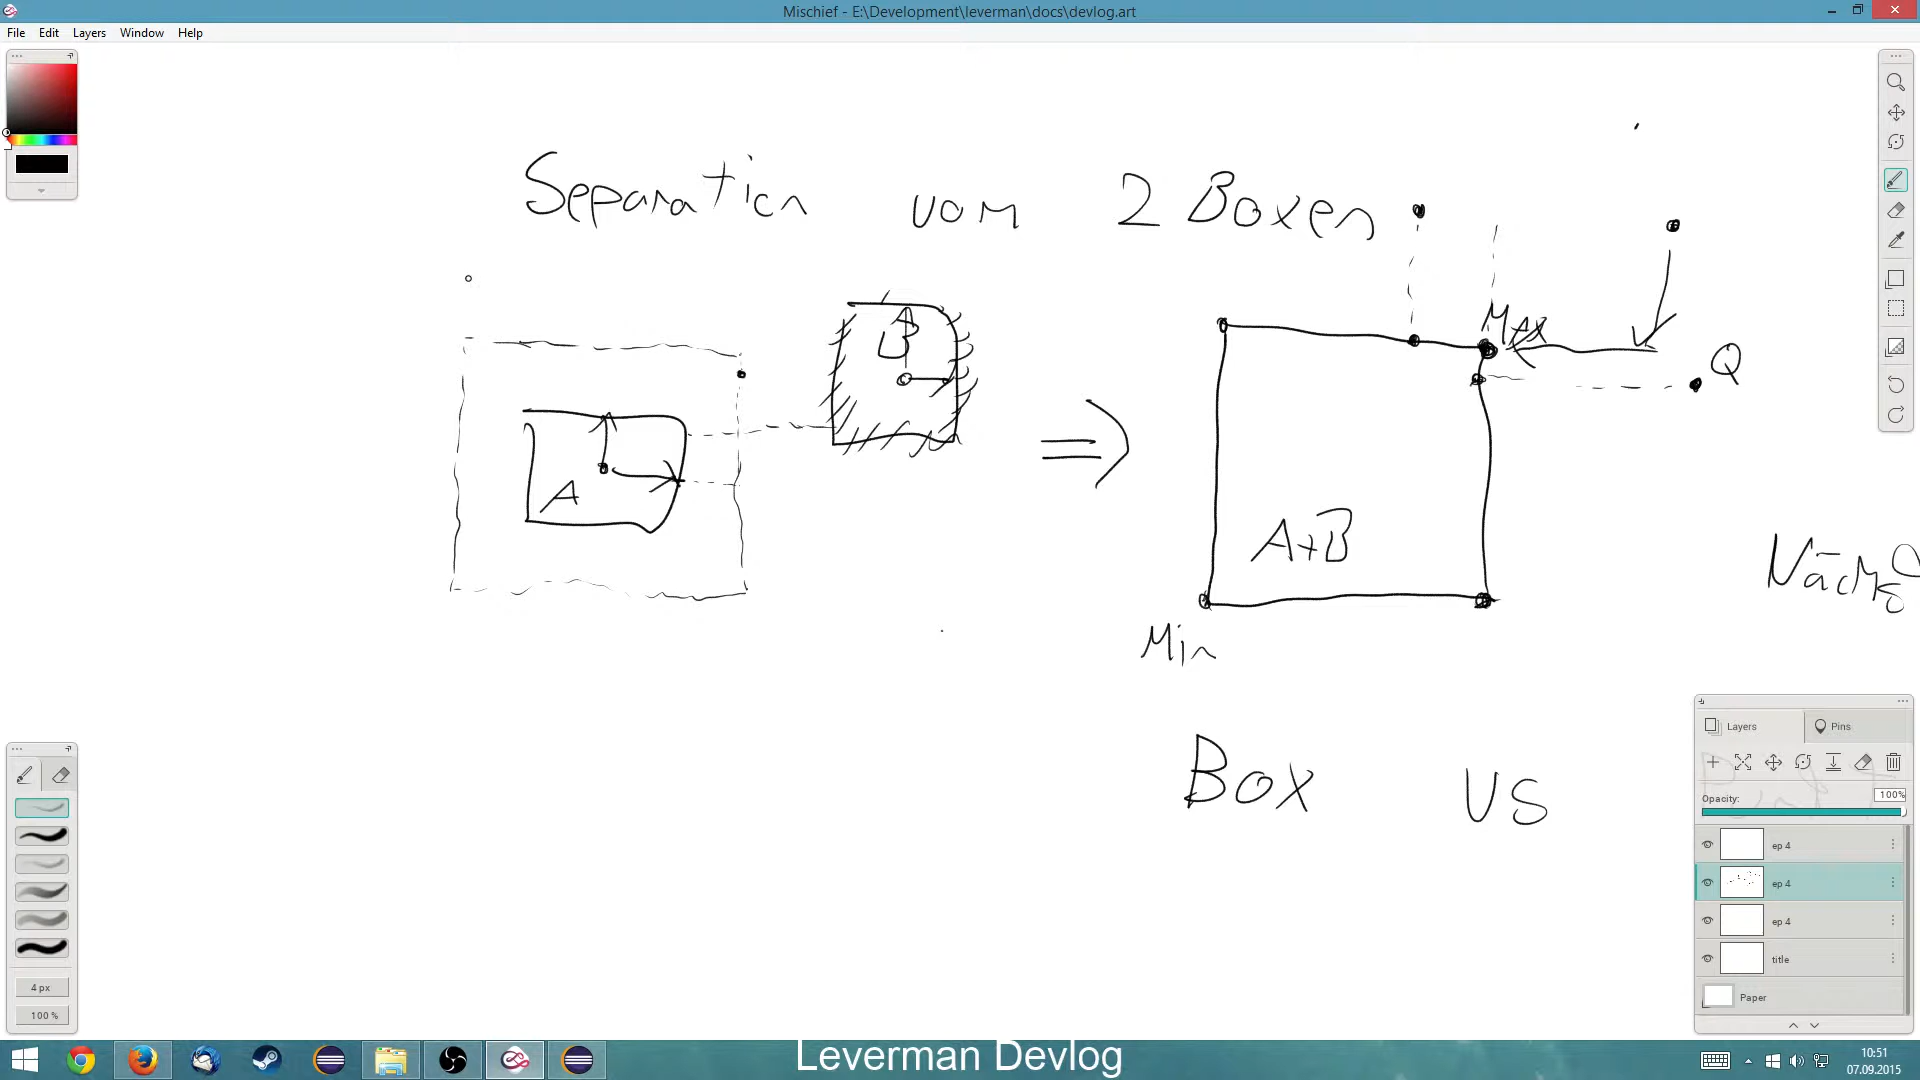 Mischief - E:\Development\leverman\docs\devlog.art
File Edit Layers Window Help
Separation vom 2 Boxen
B
MAX
Q
A
A+B
Min
Box vs
Layers Pins
Opacity: 100%
ep 4
ep 4
ep 4
title
Paper
4 px
100 %
Leverman Devlog
10:51
07.09.2015